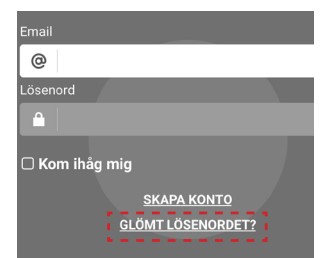 Email
@
Lösenord
Kom ihåg mig
SKAPA KONTO
GLÖMT LÖSENORDET?